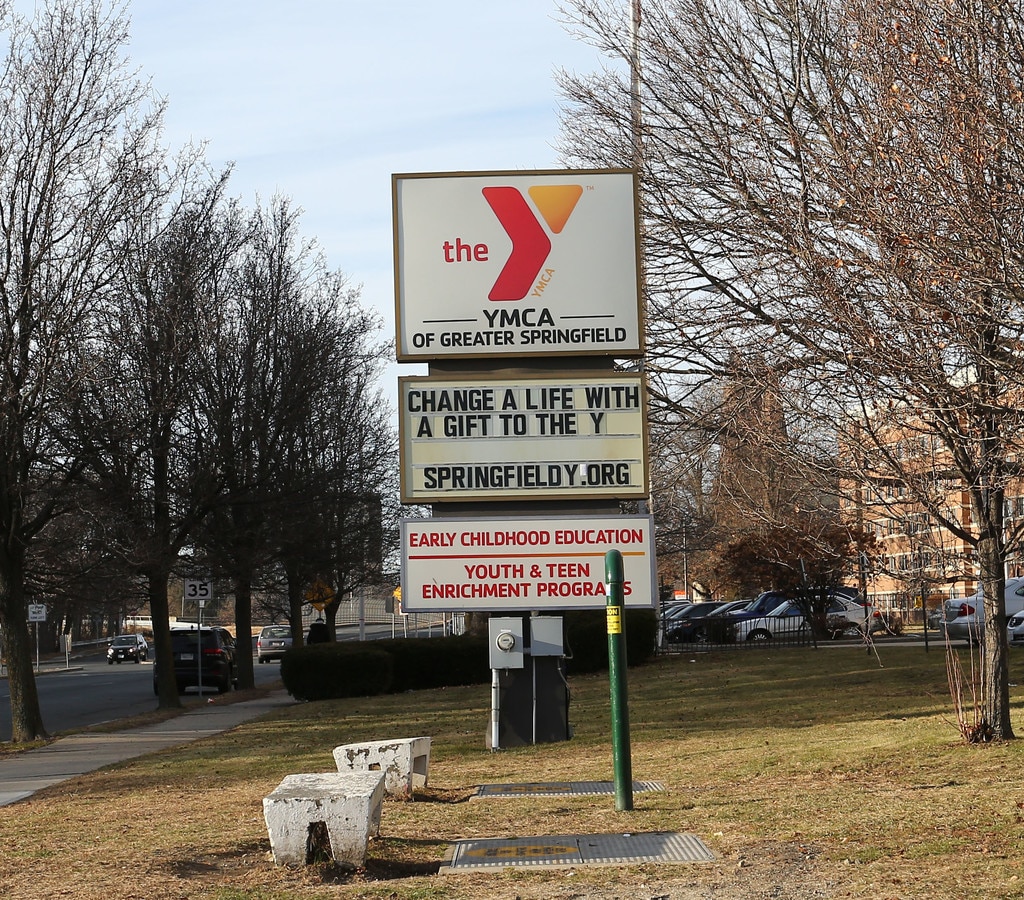 the
YMCA
™
YMCA
OF GREATER SPRINGFIELD
CHANGE A LIFE WITH
A GIFT TO THE Y
SPRINGFIELDY.ORG
EARLY CHILDHOOD EDUCATION
YOUTH & TEEN
ENRICHMENT PROGRAMS
35